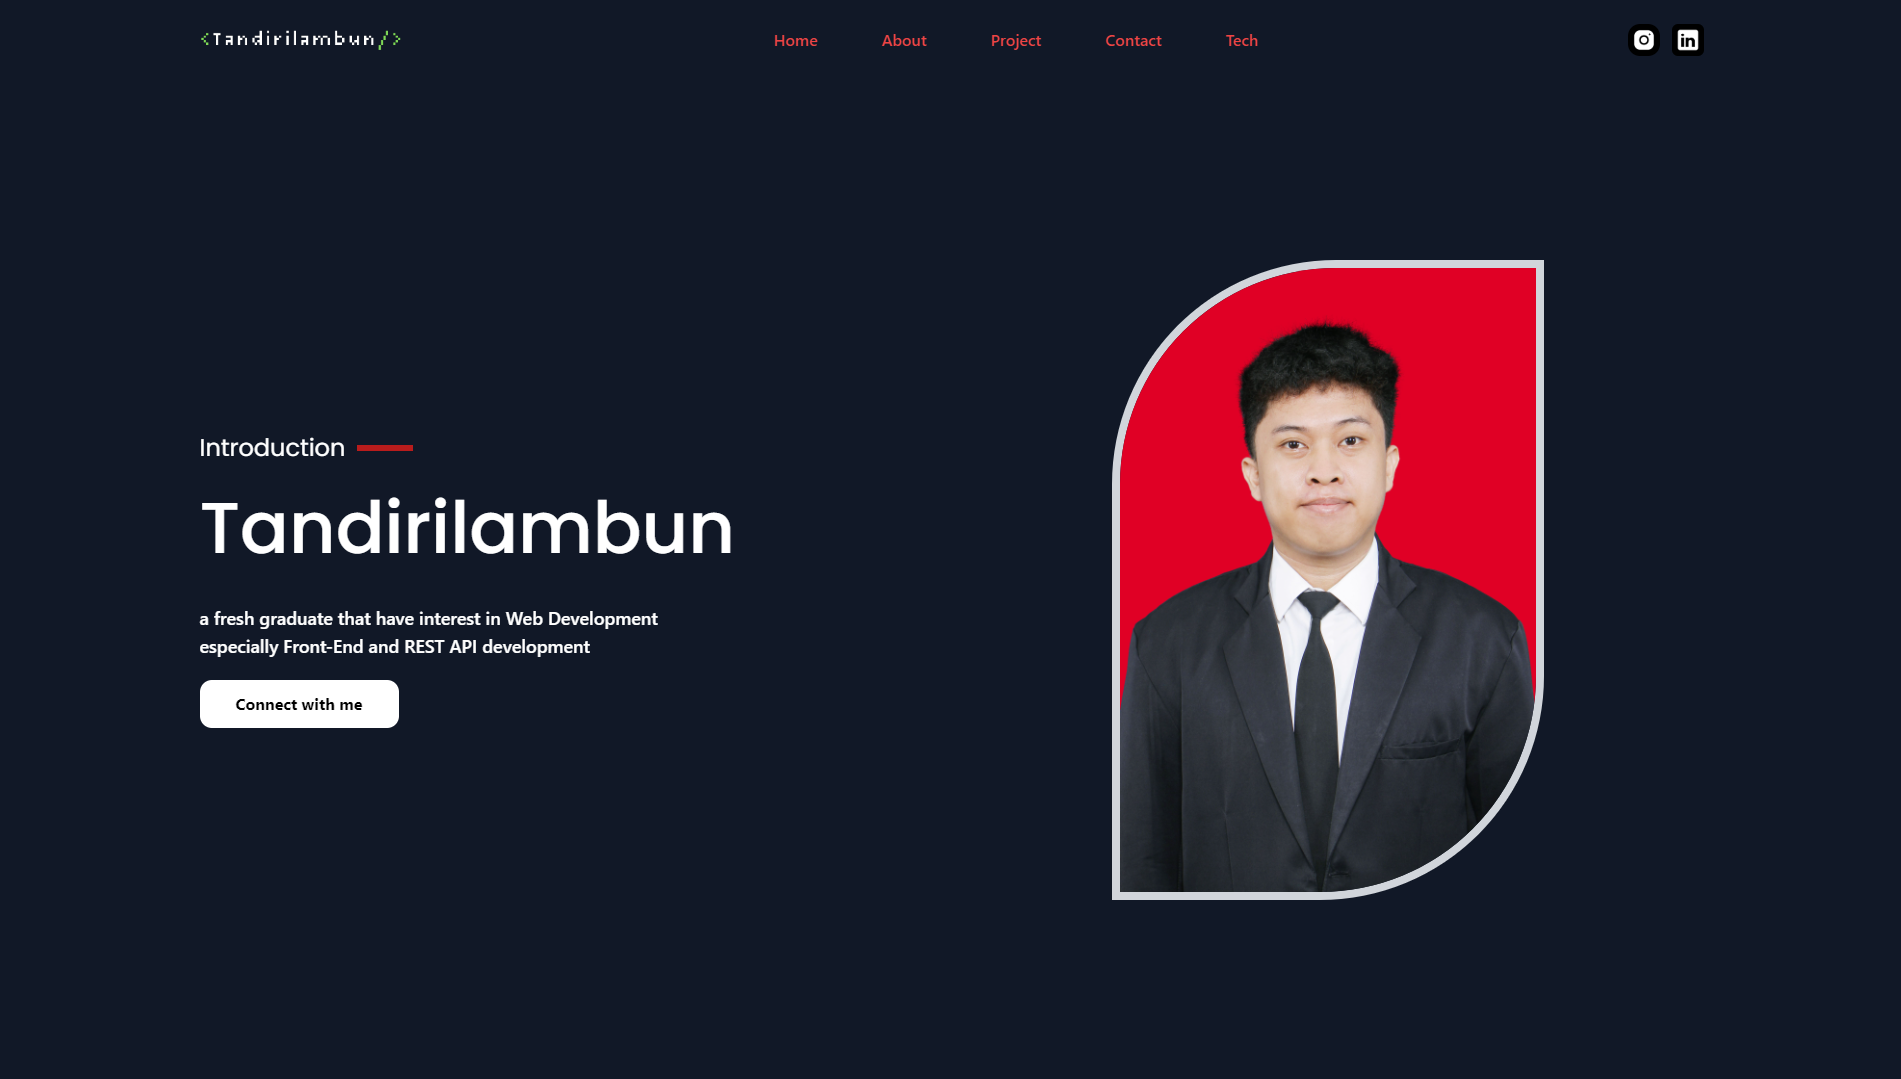 <Tandirilambun/>
Home About Project Contact Tech
in
Introduction
Tandirilambun
a fresh graduate that have interest in Web Development
especially Front-End and REST API development
Connect with me